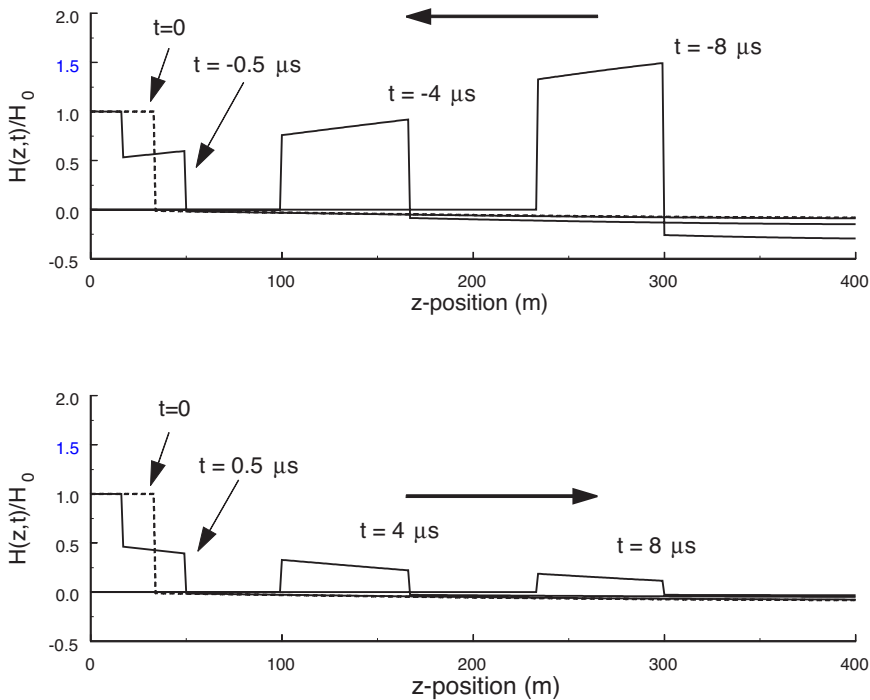 2.0
t=0
t = -8 μs
1.5
t = -0.5 μs
t = -4 μs
1.0
H(z,t)/H0
0.5
0.0
-0.5
0 100 200 300 400
z-position (m)
2.0
t=0
1.5
t = 0.5 μs
1.0
t = 4 μs
t = 8 μs
H(z,t)/H0
0.5
0.0
-0.5
0 100 200 300 400
z-position (m)